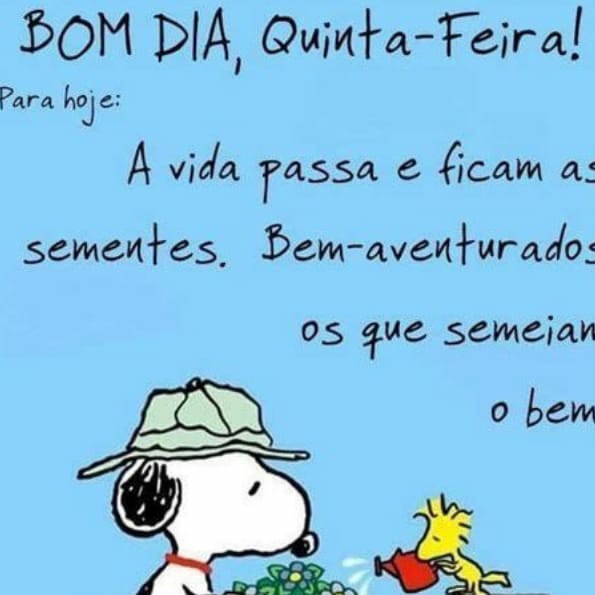 BOM DIA, Quinta-Feira!
Para hoje:
A vida passa e ficam as
sementes. Bem-aventurados
os que semeiam
o bem